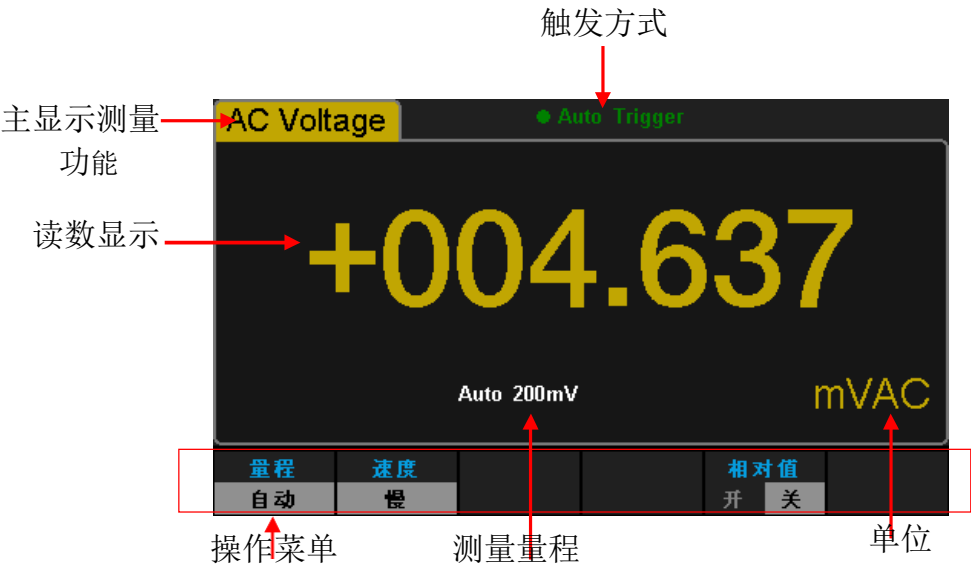 触发方式
主显示测量
功能
AC Voltage
Auto Trigger
读数显示
+004.637
Auto 200mV
mVAC
量程 速度 相对值
自动 慢 开 关
操作菜单 测量量程 单位